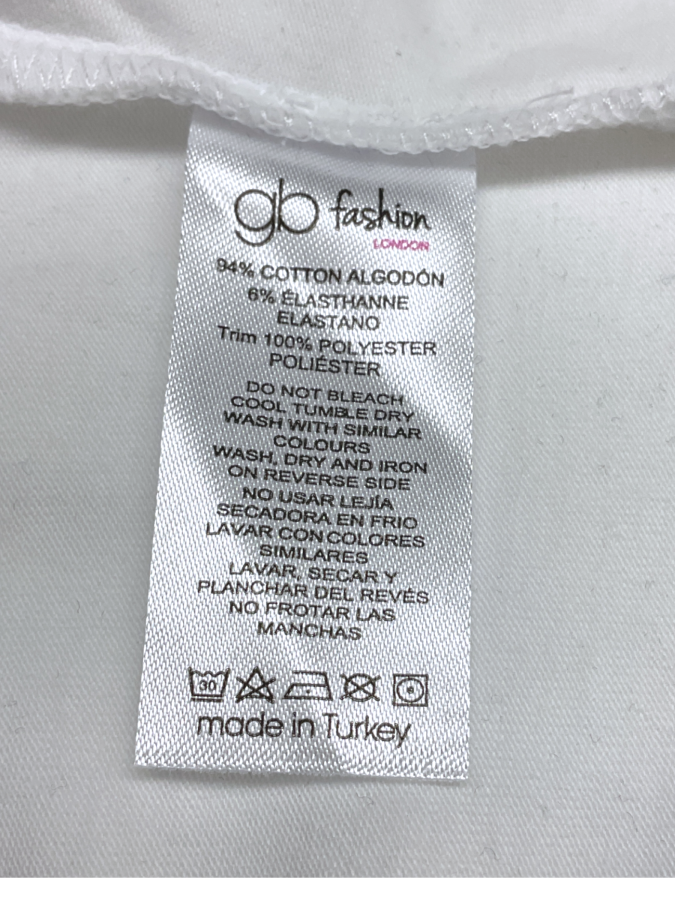 gb fashion
LONDON
94% COTTON ALGODÓN
6% ÉLASTHANNE
ELASTANO
Trim 100% POLYESTER
POLIÉSTER
DO NOT BLEACH
COOL TUMBLE DRY
WASH WITH SIMILAR
COLOURS
WASH, DRY AND IRON
ON REVERSE SIDE
NO USAR LEJÍA
SECADORA EN FRIO
LAVAR CON COLORES
SIMILARES
LAVAR, SECAR Y
PLANCHAR DEL REVÉS
NO FROTAR LAS
MANCHAS
30
made in Turkey